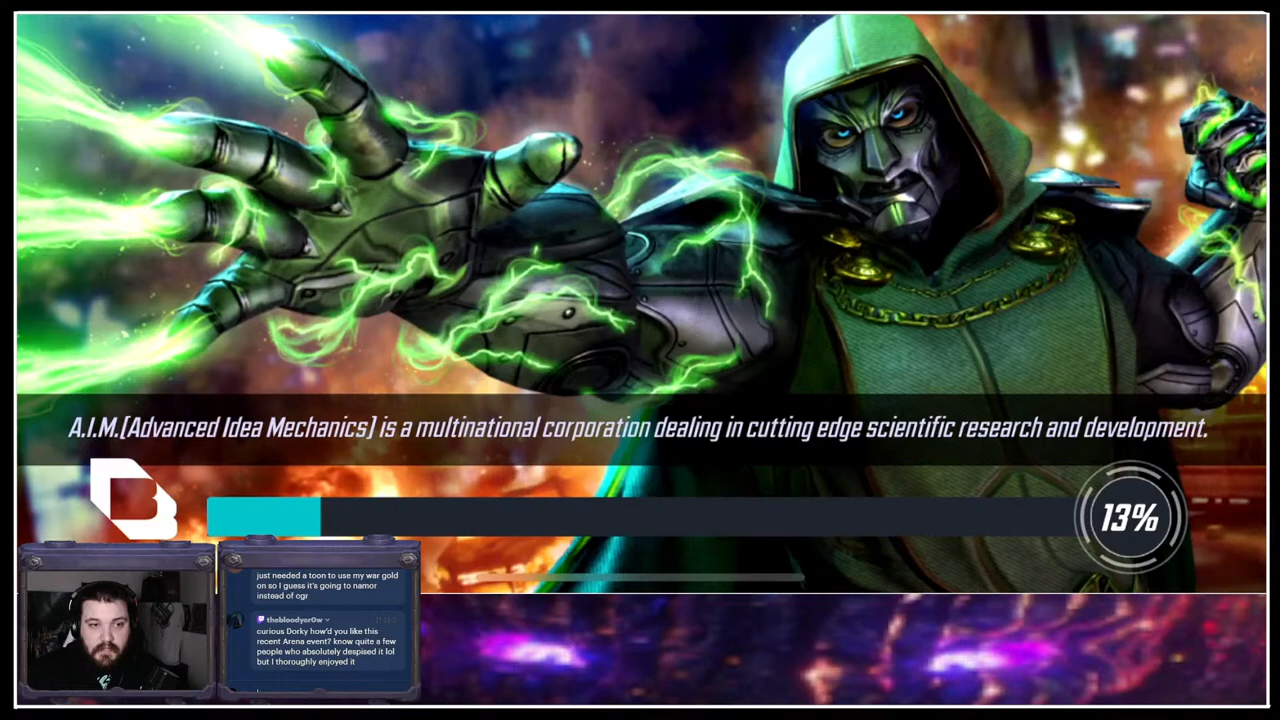 A.I.M.[Advanced Idea Mechanics] is a multinational corporation dealing in cutting edge scientific research and development.
13%
just needed a toon to use my war gold
on so I guess it's going to namor
instead of cgr
thebloodycr0w
curious Dorky how'd you like this
recent Arena event? know quite a few
people who absolutely despised it lol
but I thoroughly enjoyed it